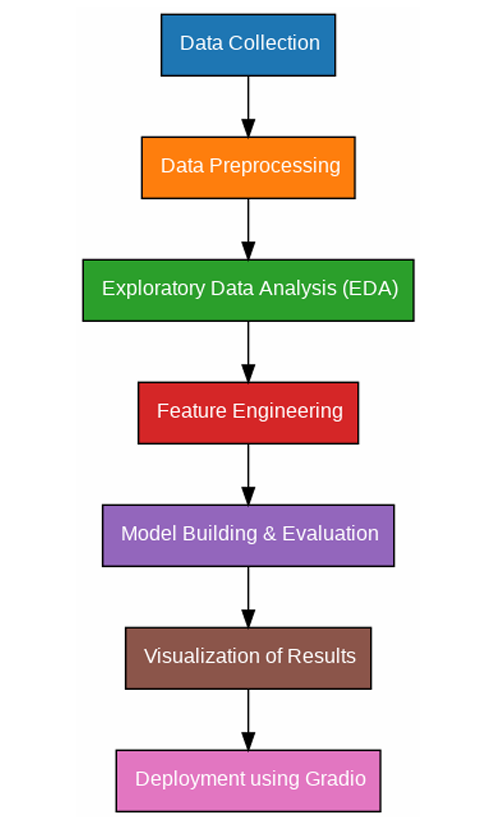 Data Collection
Data Preprocessing
Exploratory Data Analysis (EDA)
Feature Engineering
Model Building & Evaluation
Visualization of Results
Deployment using Gradio